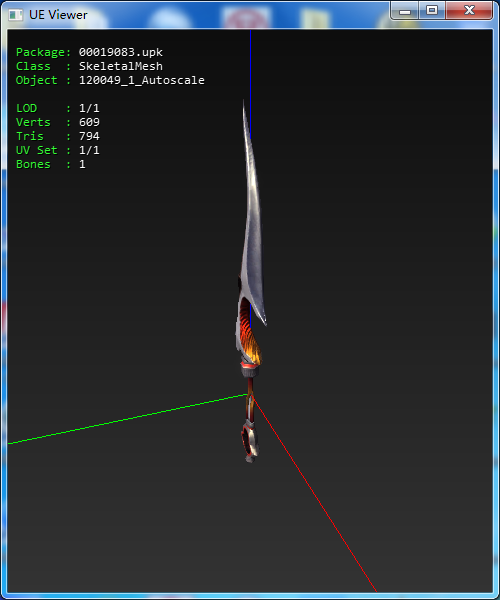 UE Viewer
Package: 00019083.upk
Class : SkeletalMesh
Object : 120049_1_Autoscale
LOD : 1/1
Verts : 609
Tris : 794
UV Set : 1/1
Bones : 1